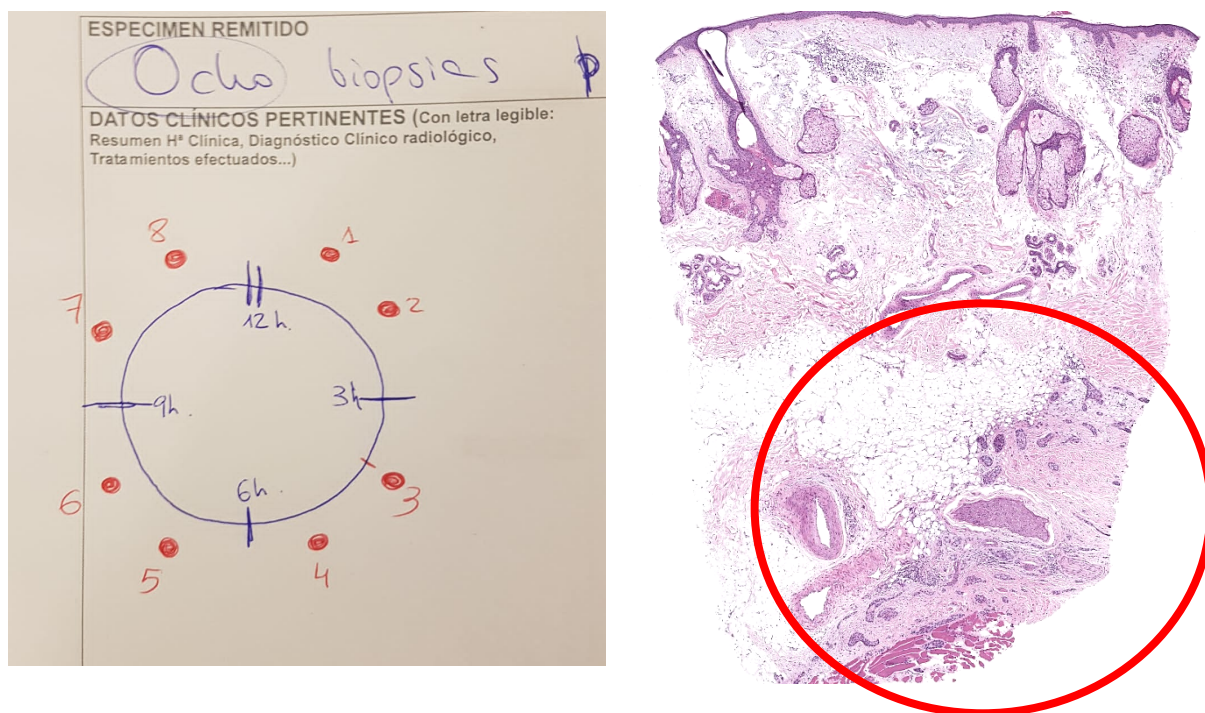 ESPECIMEN REMITIDO
Ocho biopsias
DATOS CLÍNICOS PERTINENTES (Con letra legible:
Resumen Hª Clínica, Diagnóstico Clínico radiológico,
Tratamientos efectuados...)
8 1
7 2
12h.
9h. 3h
6h.
6 3
5 4